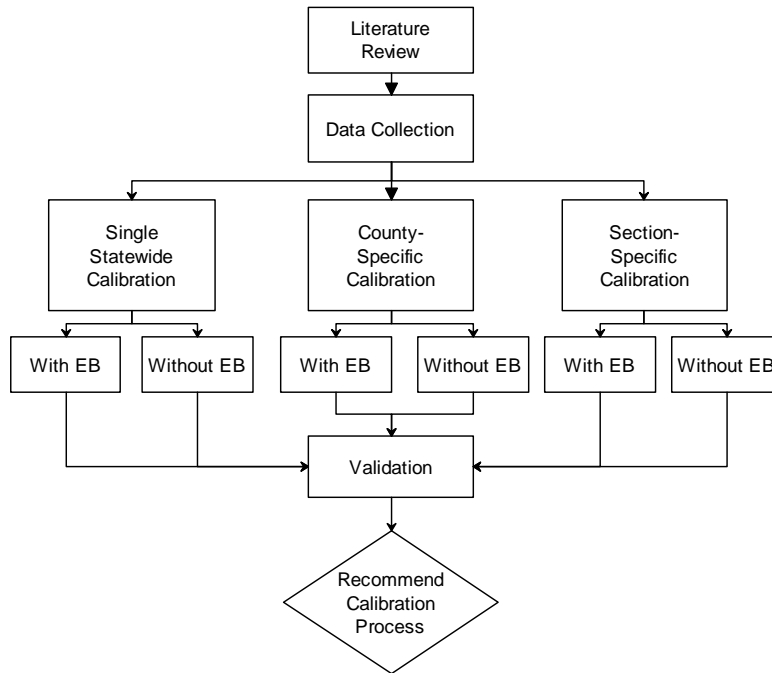 Literature
Review
Data Collection
Single
Statewide
Calibration
County-
Specific
Calibration
Section-
Specific
Calibration
With EB
Without EB
With EB
Without EB
With EB
Without EB
Validation
Recommend
Calibration
Process